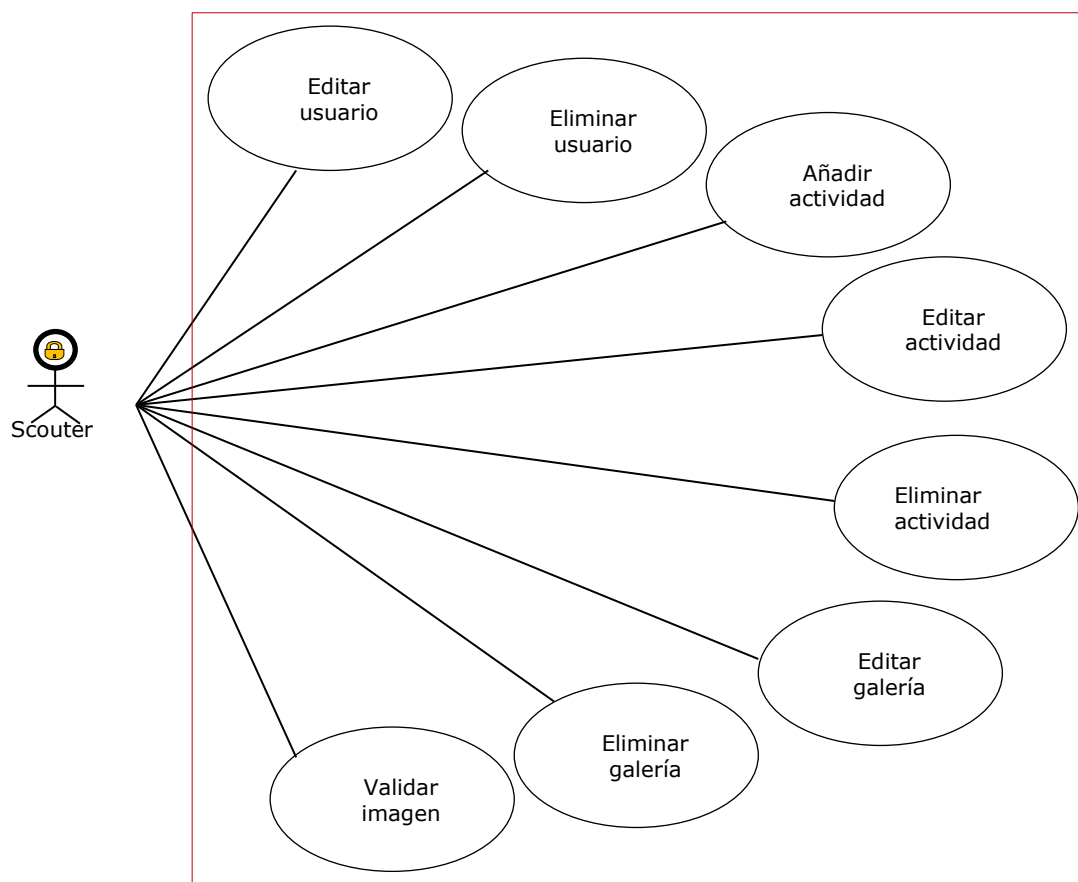 Editar
usuario
Eliminar
usuario
Añadir
actividad
Editar
actividad
Scouter
Eliminar
actividad
Editar
galería
Eliminar
galería
Validar
imagen